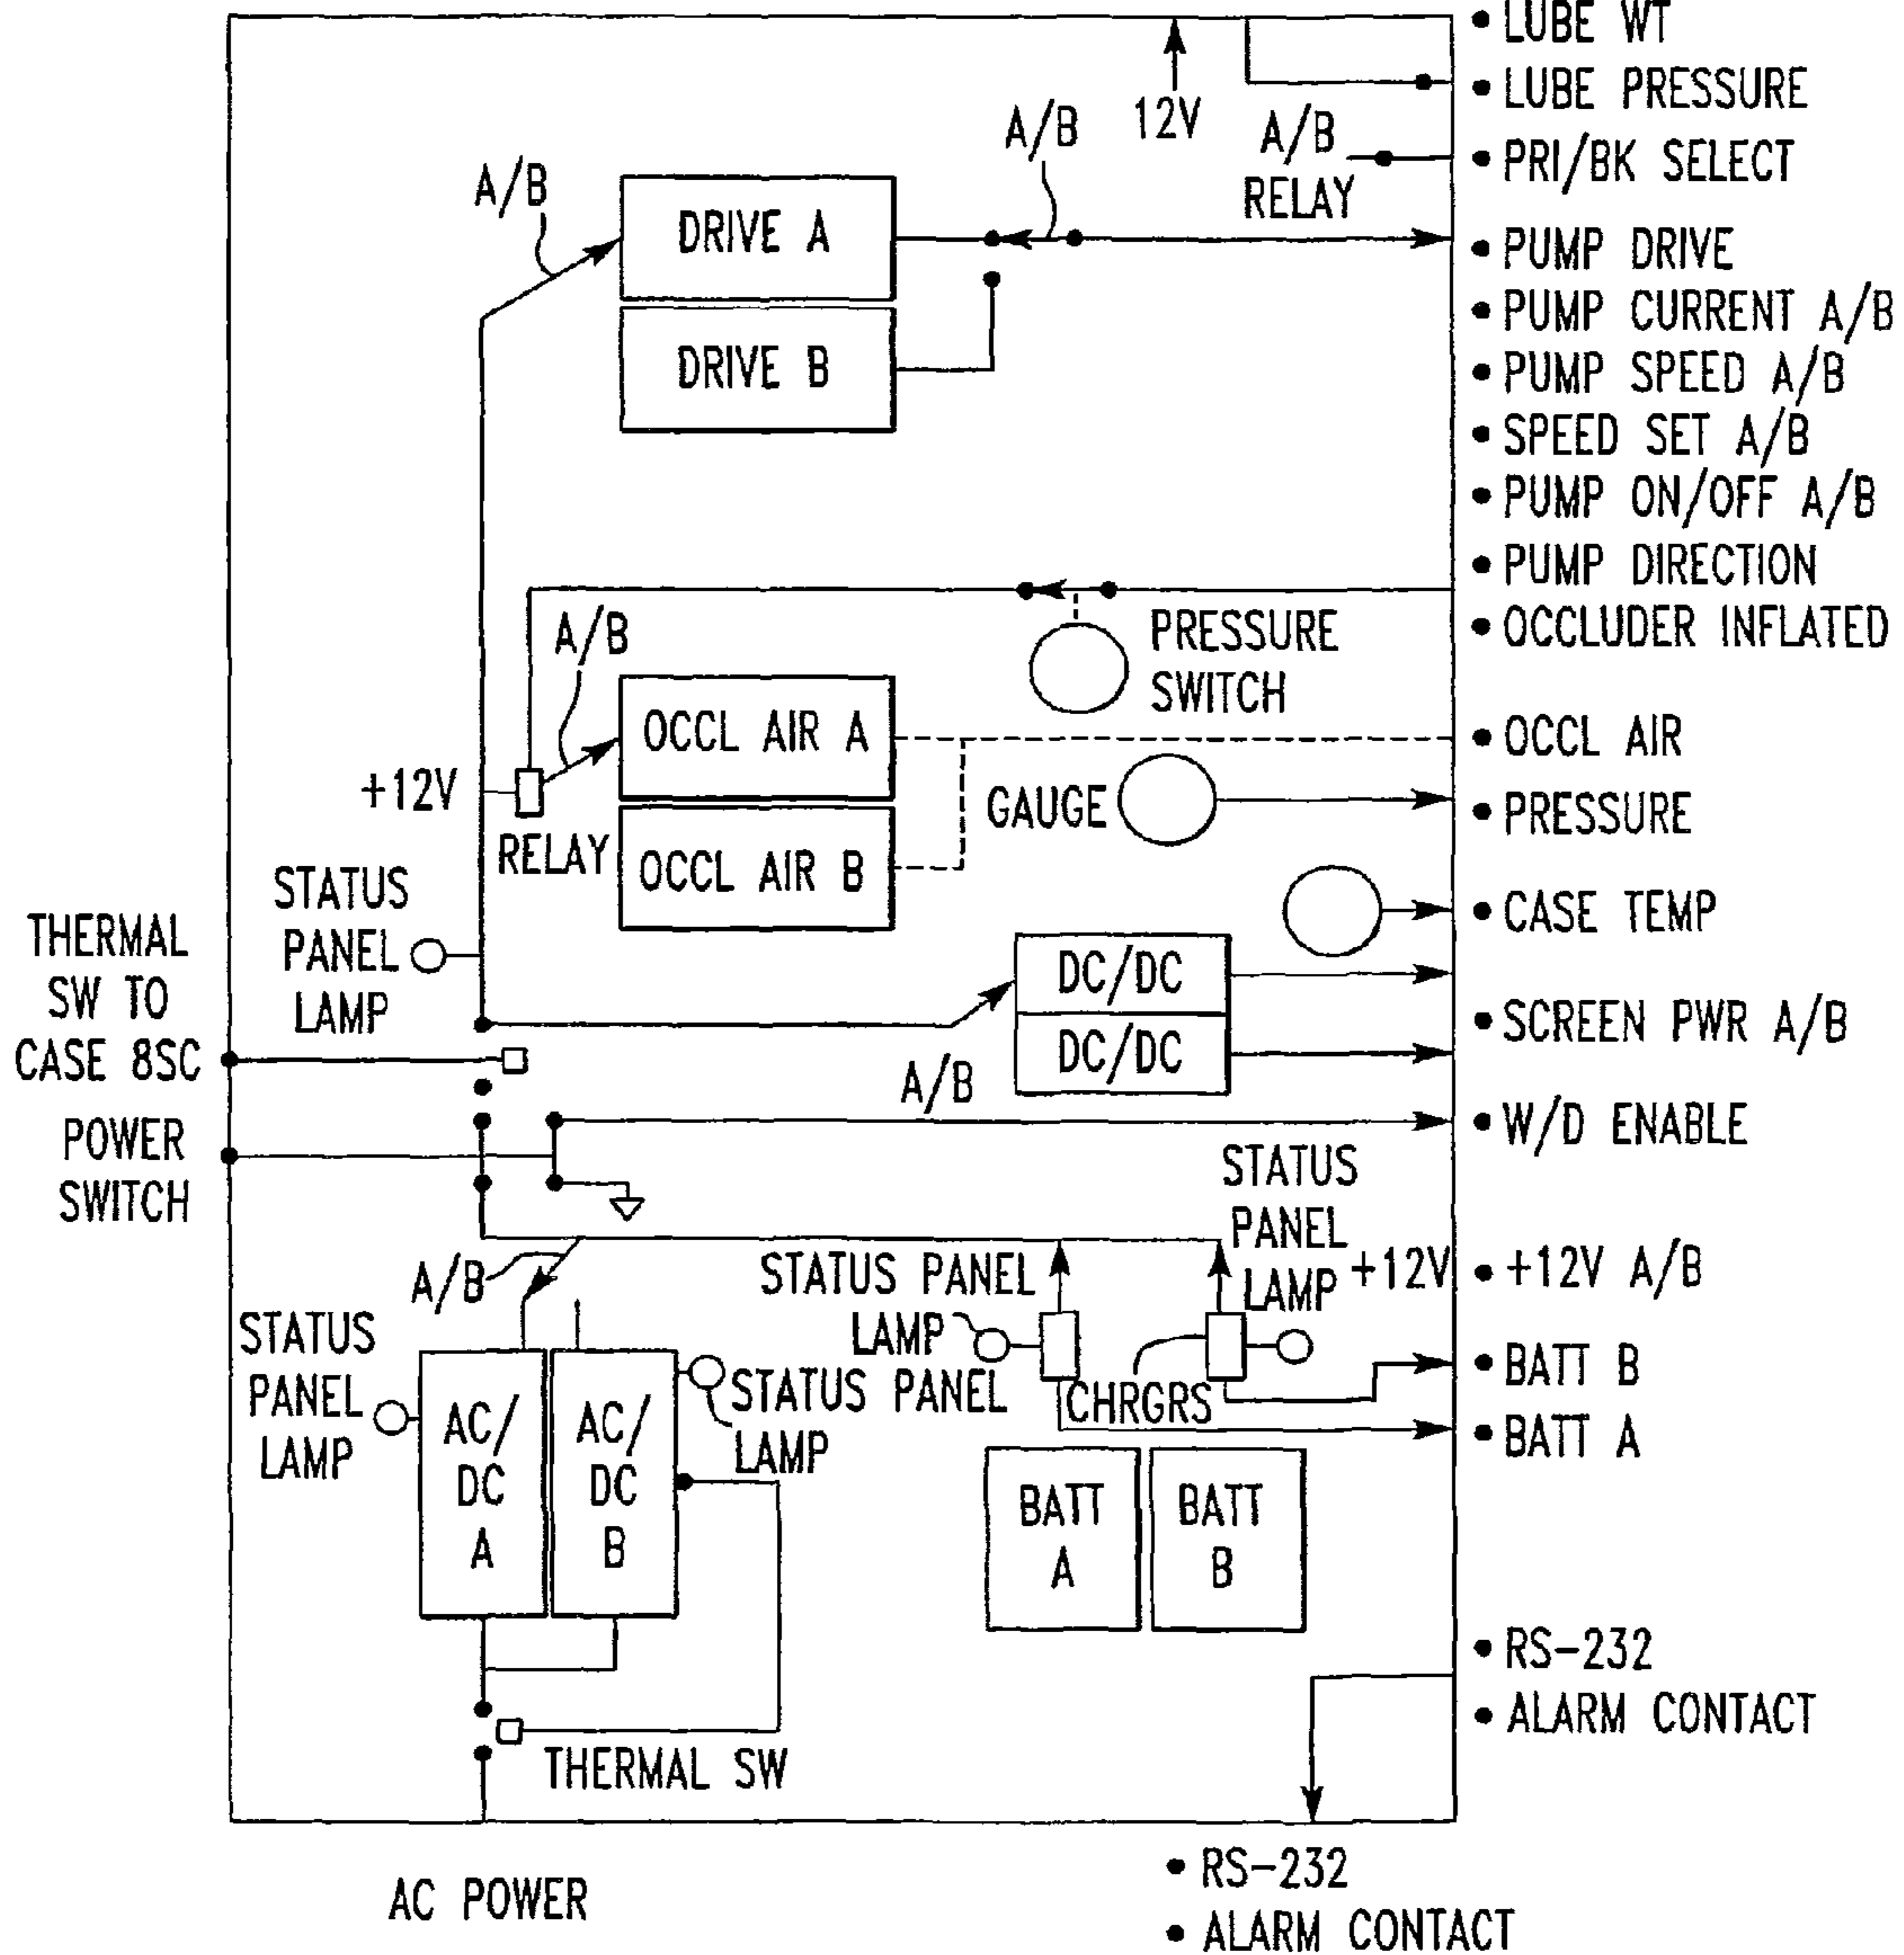 • LUBE WT
• LUBE PRESSURE
12V
A/B
A/B
RELAY
• PRI/BK SELECT
A/B
DRIVE A
• PUMP DRIVE
• PUMP CURRENT A/B
DRIVE B
• PUMP SPEED A/B
• SPEED SET A/B
• PUMP ON/OFF A/B
• PUMP DIRECTION
• OCCLUDER INFLATED
A/B
PRESSURE
SWITCH
OCCL AIR A
• OCCL AIR
+12V
RELAY
GAUGE
• PRESSURE
OCCL AIR B
STATUS
PANEL
LAMP
• CASE TEMP
THERMAL
SW TO
CASE 8SC
DC/DC
DC/DC
• SCREEN PWR A/B
A/B
POWER
SWITCH
• W/D ENABLE
STATUS
PANEL
LAMP
+12V
• +12V A/B
A/B
STATUS PANEL
LAMP
STATUS
PANEL
LAMP
STATUS PANEL
LAMP
CHRGRS
• BATT B
• BATT A
AC/
DC
A
AC/
DC
B
BATT
A
BATT
B
• RS-232
• ALARM CONTACT
THERMAL SW
AC POWER
• RS-232
• ALARM CONTACT